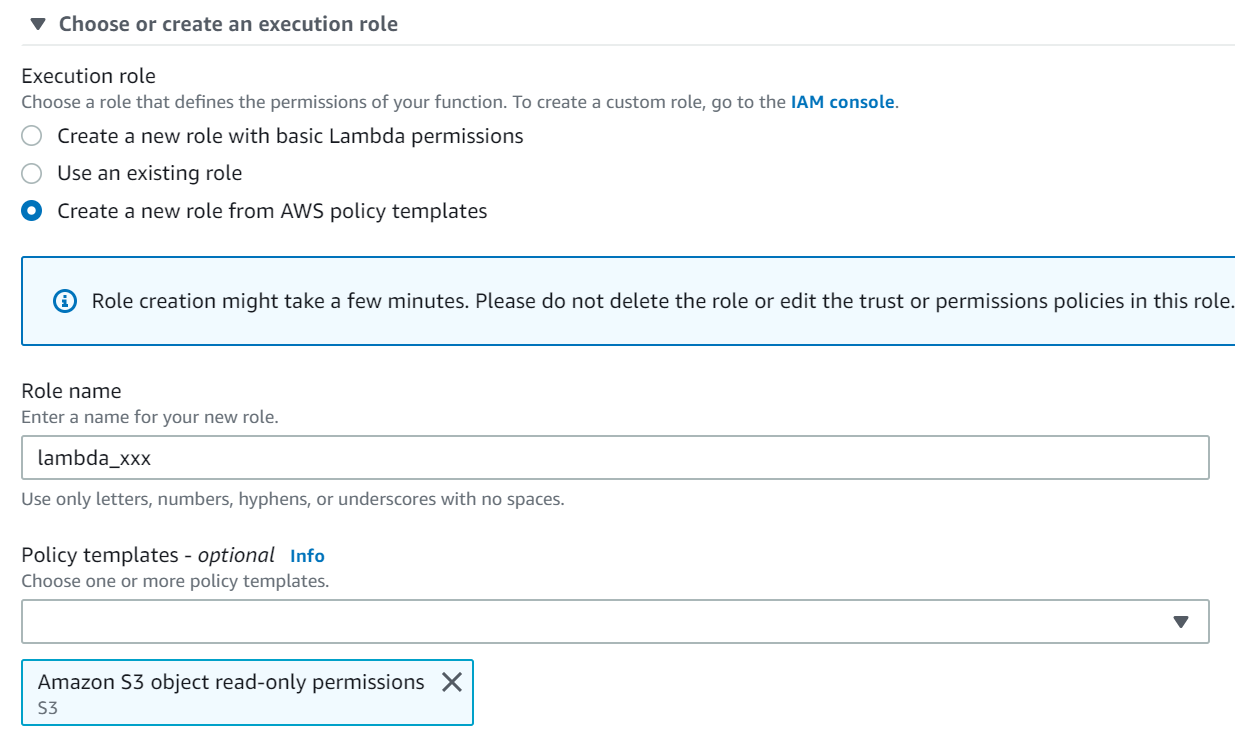 Choose or create an execution role
Execution role
Choose a role that defines the permissions of your function. To create a custom role, go to the IAM console.
Create a new role with basic Lambda permissions
Use an existing role
Create a new role from AWS policy templates
Role creation might take a few minutes. Please do not delete the role or edit the trust or permissions policies in this role.
Role name
Enter a name for your new role.
lambda_xxx
Use only letters, numbers, hyphens, or underscores with no spaces.
Policy templates - optional Info
Choose one or more policy templates.
Amazon S3 object read-only permissions
S3